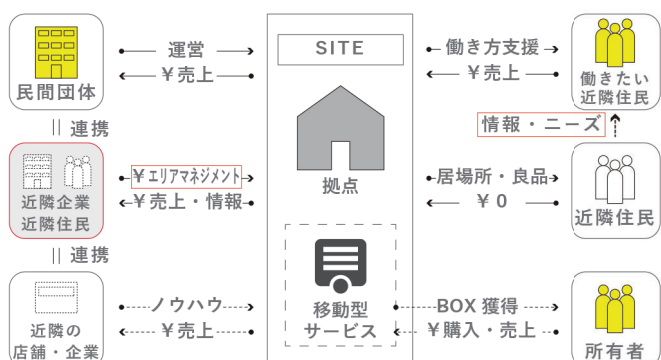 民間団体
運営
¥売上
|| 連携
近隣企業
近隣住民
¥エリアマネジメント
¥売上・情報
|| 連携
近隣の
店舗・企業
ノウハウ
¥売上
SITE
拠点
移動型
サービス
働き方支援
¥売上
働きたい
近隣住民
情報・ニーズ
居場所・良品
¥0
近隣住民
BOX 獲得
¥購入・売上
所有者